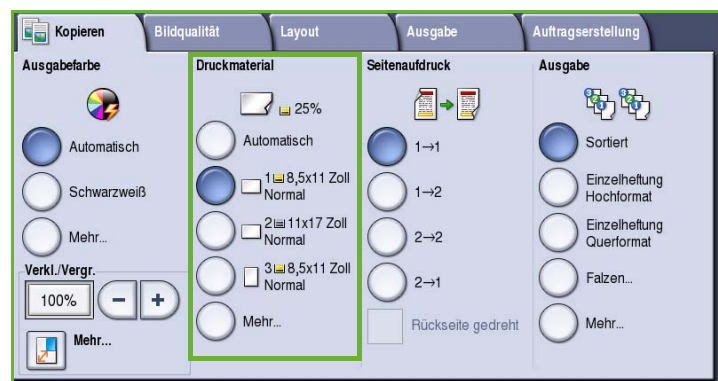 Kopieren
Bildqualität
Layout
Ausgabe
Auftragserstellung
Ausgabefarbe
Automatisch
Schwarzweiß
Mehr...
Verkl./Vergr.
100%
Mehr...
Druckmaterial
25%
Automatisch
1 8,5x11 Zoll
Normal
2 11x17 Zoll
Normal
3 8,5x11 Zoll
Normal
Mehr...
Seitenaufdruck
1→1
1→2
2→2
2→1
Rückseite gedreht
Ausgabe
Sortiert
Einzelheftung
Hochformat
Einzelheftung
Querformat
Falzen...
Mehr...